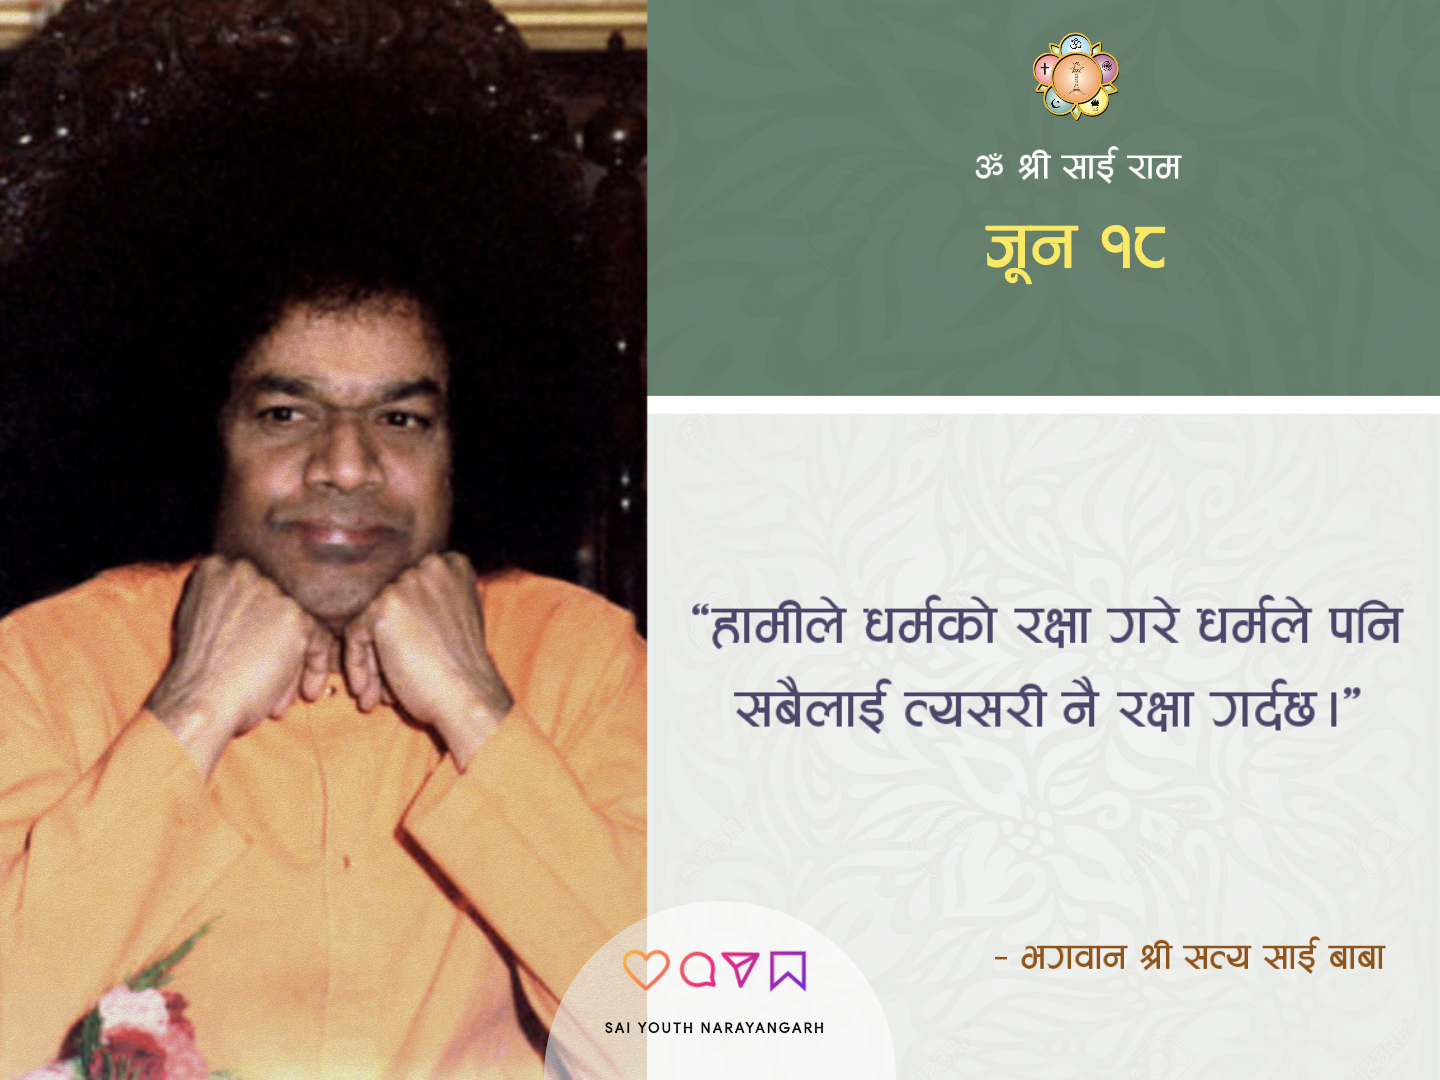 ॐ श्री साई राम
जून १८
“हामीले धर्मको रक्षा गरे धर्मले पनि
सबैलाई त्यसरी नै रक्षा गर्दछ।”
- भगवान श्री सत्य साई बाबा
SAI YOUTH NARAYANGARH